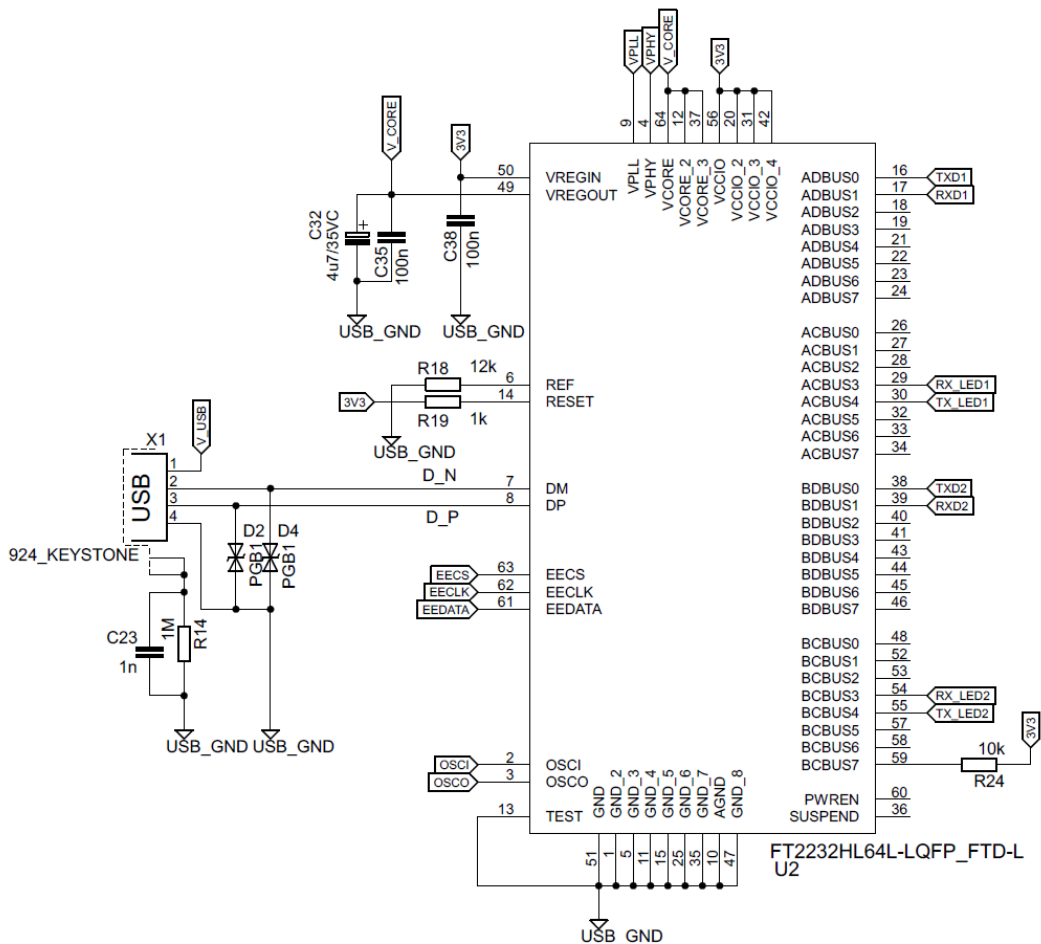 VPLL
VPHY
V_CORE
3V3
9
4
64
12
37
56
20
31
42
V_CORE
3V3
50
VREGIN
49
VREGOUT
VPLL
VPHY
VCORE
VCORE_2
VCORE_3
VCCIO
VCCIO_2
VCCIO_3
VCCIO_4
ADBUS0 16 TXD1
ADBUS1 17 RXD1
ADBUS2 18
ADBUS3 19
ADBUS4 21
ADBUS5 22
ADBUS6 23
ADBUS7 24
C32
4u7/35VC
+
C35
100n
C38
100n
USB_GND
USB_GND
ACBUS0 26
ACBUS1 27
ACBUS2 28
ACBUS3 29 RX_LED1
ACBUS4 30 TX_LED1
ACBUS5 32
ACBUS6 33
ACBUS7 34
R18 12k
6 REF
3V3
14 RESET
R19 1k
USB_GND
V_USB
X1
USB
1
2
3
4
D_N
7 DM
8 DP
D_P
BDBUS0 38 TXD2
BDBUS1 39 RXD2
BDBUS2 40
BDBUS3 41
BDBUS4 43
BDBUS5 44
BDBUS6 45
BDBUS7 46
D2
PGB1
D4
PGB1
924_KEYSTONE
EECS 63 EECS
EECLK 62 EECLK
EEDATA 61 EEDATA
C23
1n
1M
R14
USB_GND
USB_GND
BCBUS0 48
BCBUS1 52
BCBUS2 53
BCBUS3 54 RX_LED2
BCBUS4 55 TX_LED2
BCBUS5 57
BCBUS6 58
BCBUS7 59
10k
R24
3V3
OSCI 2 OSCI
OSCO 3 OSCO
13 TEST
GND
GND_2
GND_3
GND_4
GND_5
GND_6
GND_7
AGND
GND_8
PWREN 60
SUSPEND 36
51
1
5
11
15
25
35
10
47
FT2232HL64L-LQFP_FTD-L
U2
USB_GND